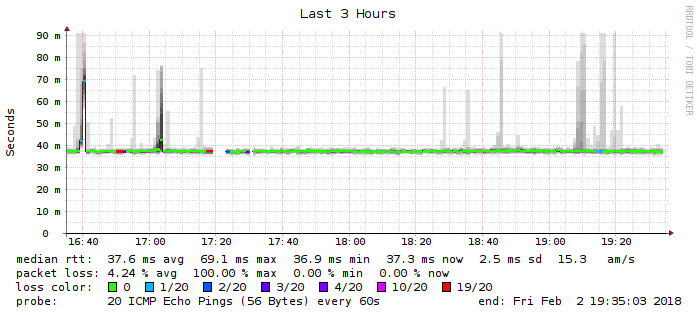 Last 3 Hours
RRDTOOL / TOBI OETIKER
Seconds
90 m
80 m
70 m
60 m
50 m
40 m
30 m
20 m
10 m
0
16:40 17:00 17:20 17:40 18:00 18:20 18:40 19:00 19:20
median rtt: 37.6 ms avg 69.1 ms max 36.9 ms min 37.3 ms now 2.5 ms sd 15.3 am/s
packet loss: 4.24 % avg 100.00 % max 0.00 % min 0.00 % now
loss color: 0 1/20 2/20 3/20 4/20 10/20 19/20
probe: 20 ICMP Echo Pings (56 Bytes) every 60s end: Fri Feb 2 19:35:03 2018